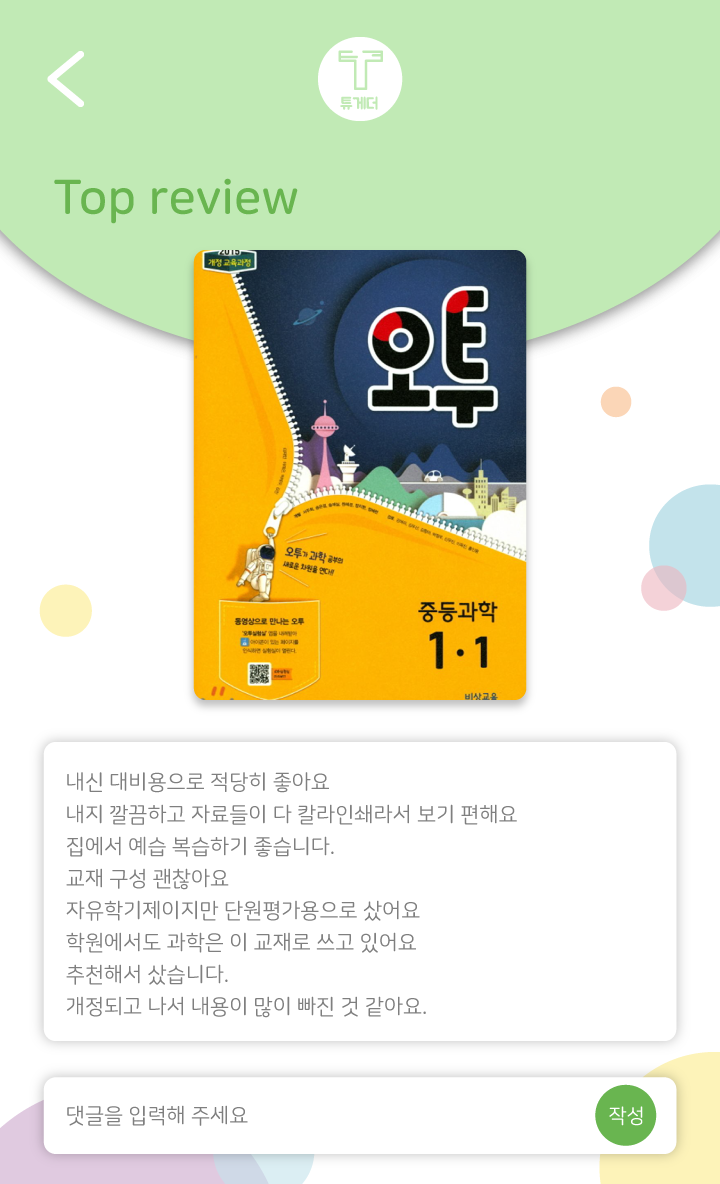 튜게더
Top review
2015
개정 교육과정
오투
오투가 과학 공부의
새로운 차원을 연다!!
동영상으로 만나는 오투
중등과학
1·1
비상교육
내신 대비용으로 적당히 좋아요
내지 깔끔하고 자료들이 다 칼라인쇄라서 보기 편해요
집에서 예습 복습하기 좋습니다.
교재 구성 괜찮아요
자유학기제이지만 단원평가용으로 샀어요
학원에서도 과학은 이 교재로 쓰고 있어요
추천해서 샀습니다.
개정되고 나서 내용이 많이 빠진 것 같아요.
댓글을 입력해 주세요
작성